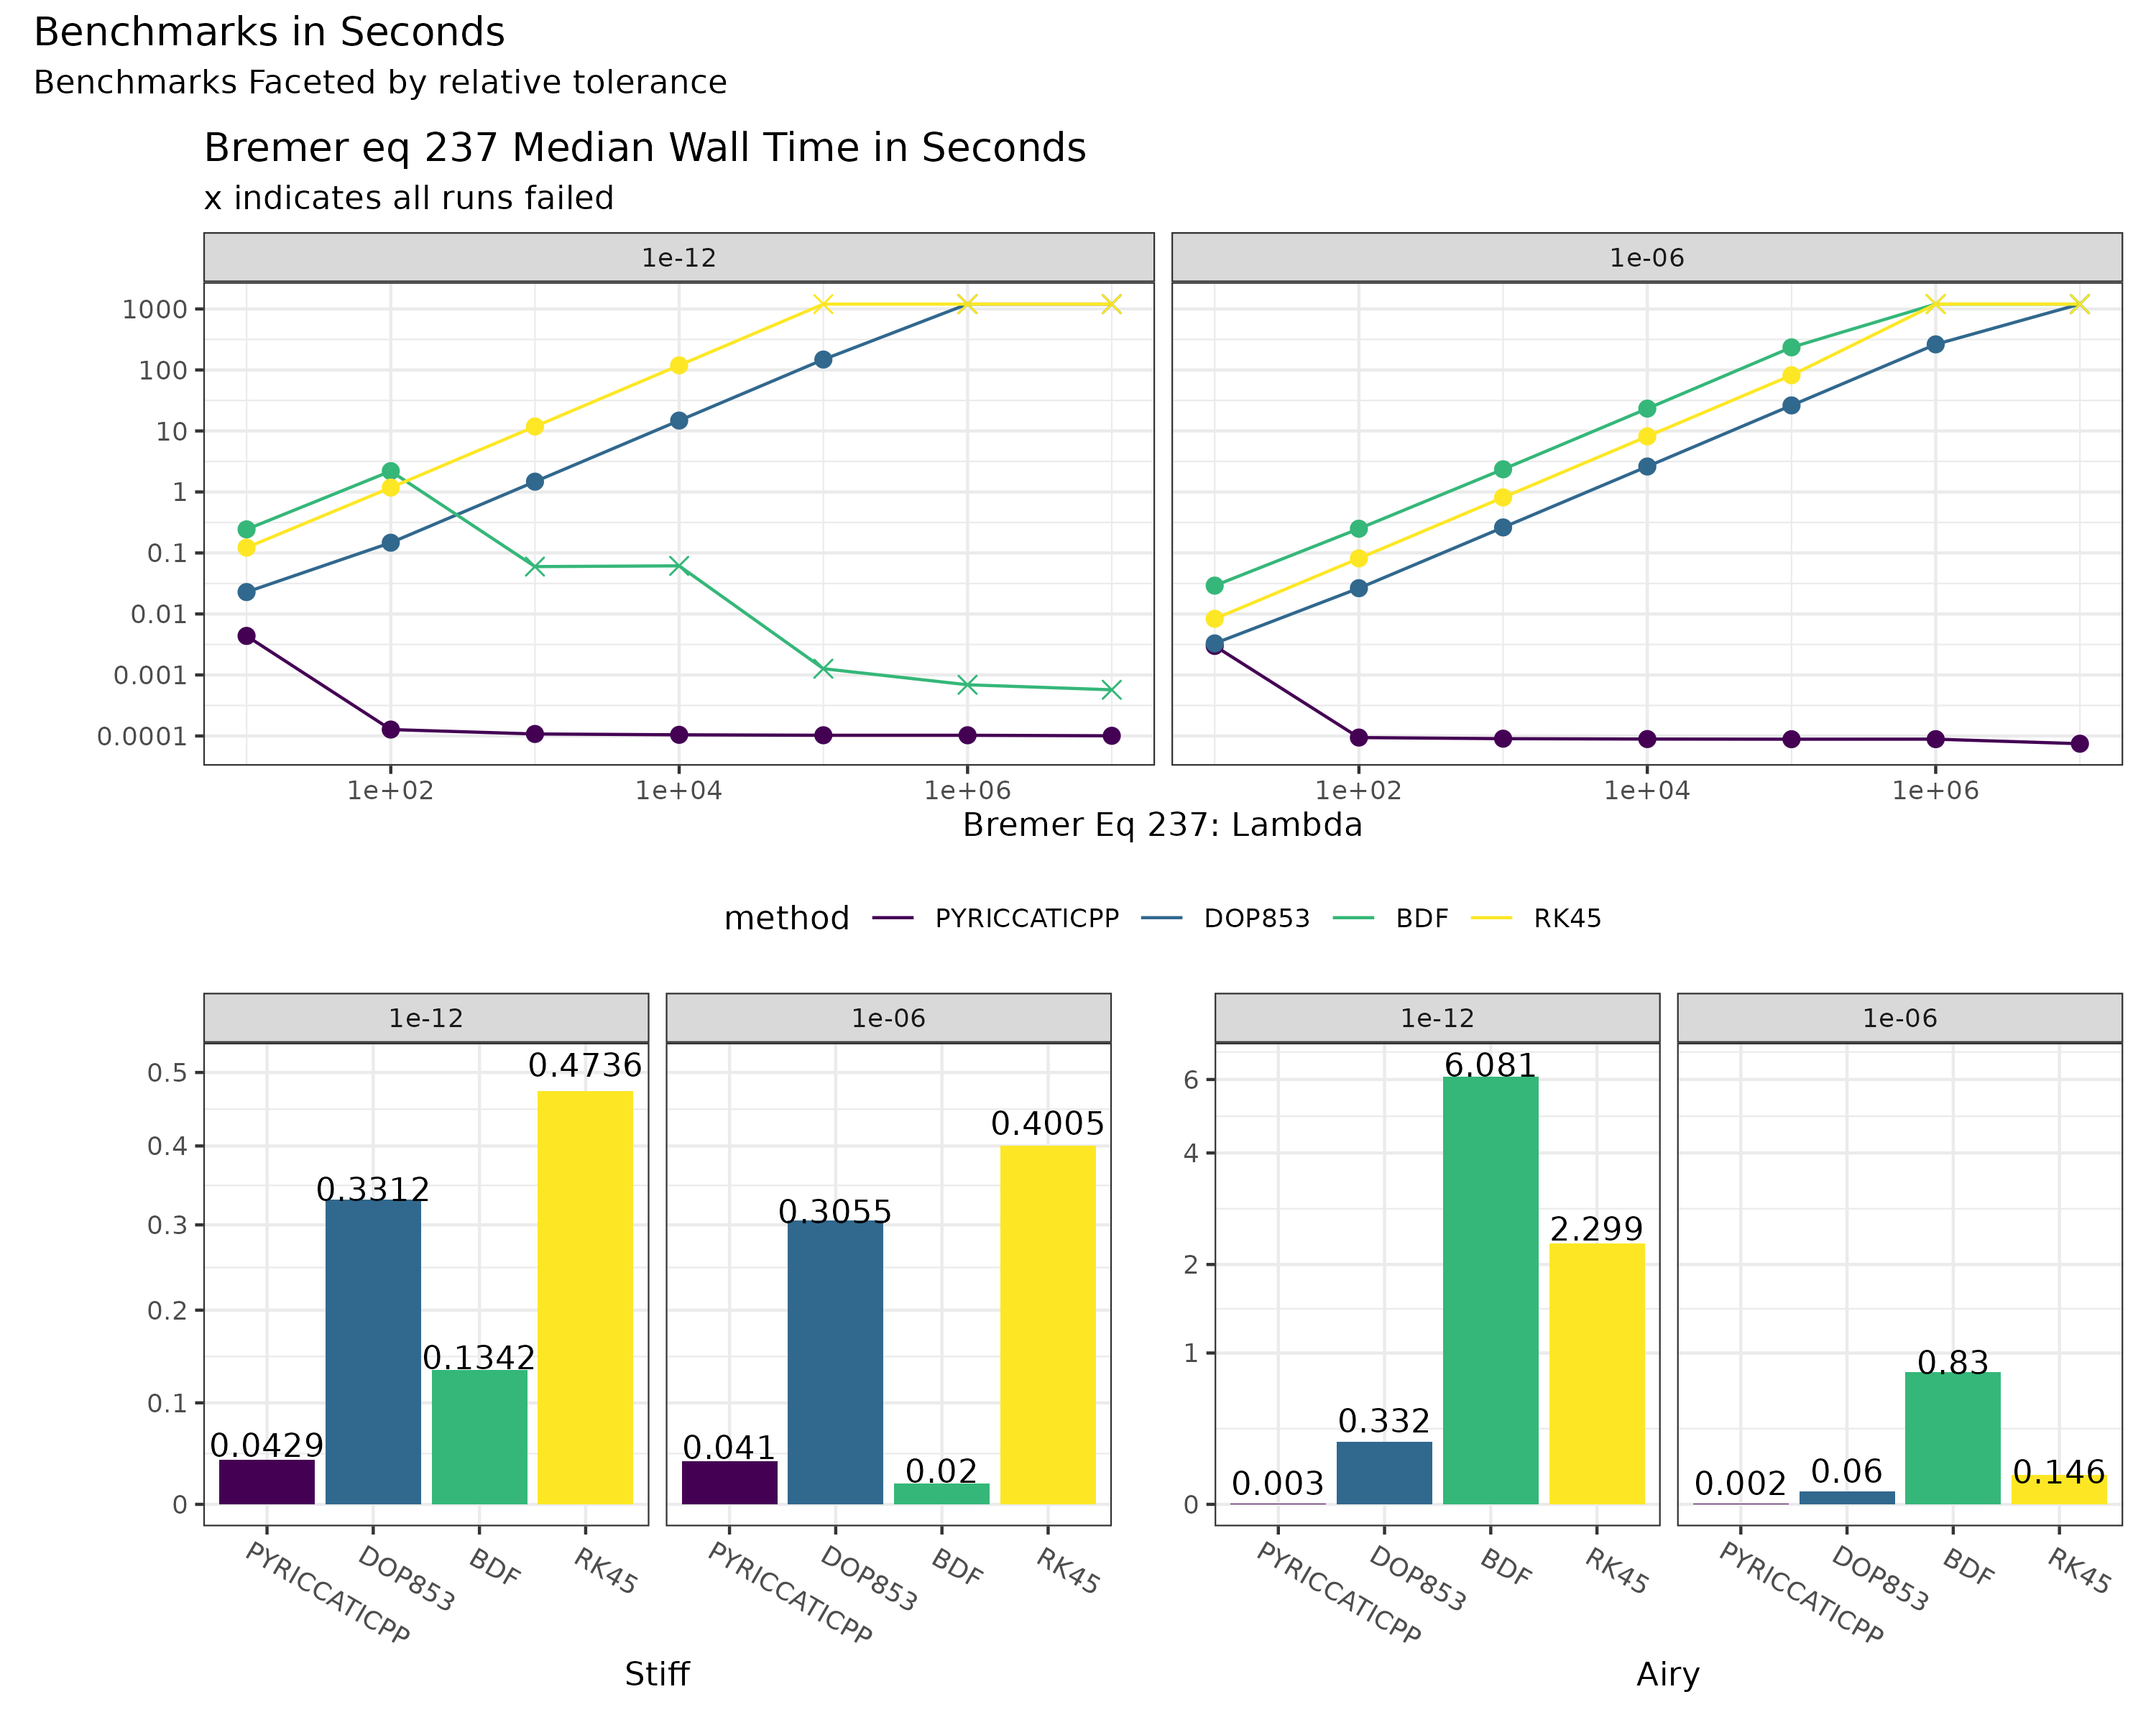 Benchmarks in Seconds
Benchmarks Faceted by relative tolerance
Bremer eq 237 Median Wall Time in Seconds
x indicates all runs failed
1e-12 1e-06
1000
100
10
1
0.1
0.01
0.001
0.0001
1e+02 1e+04 1e+06 1e+02 1e+04 1e+06
Bremer Eq 237: Lambda
method PYRICCATICPP DOP853 BDF RK45
1e-12 1e-06 1e-12 1e-06
0.5
0.4
0.3
0.2
0.1
0
0.0429 0.3312 0.1342 0.4736
0.041 0.3055 0.02 0.4005
6
4
2
1
0
0.003 0.332 6.081 2.299
0.002 0.06 0.83 0.146
PYRICCATICPP DOP853 BDF RK45 PYRICCATICPP DOP853 BDF RK45 PYRICCATICPP DOP853 BDF RK45 PYRICCATICPP DOP853 BDF RK45
Stiff Airy